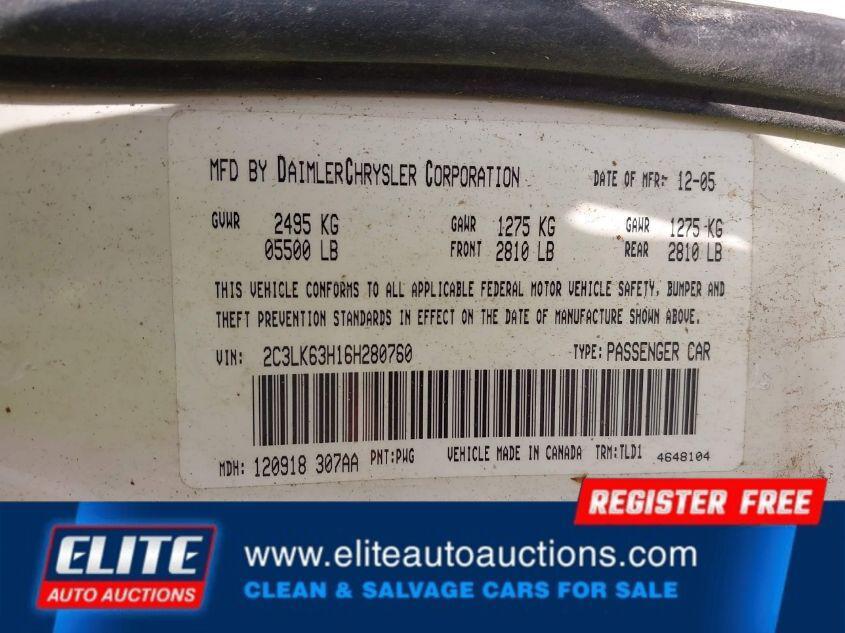 MFD BY DAIMLERCHRYSLER CORPORATION DATE OF MFR: 12-05
GVWR 2495 KG GAWR 1275 KG GAWR 1275 KG
05500 LB FRONT 2810 LB REAR 2810 LB
THIS VEHICLE CONFORMS TO ALL APPLICABLE FEDERAL MOTOR VEHICLE SAFETY, BUMPER AND
THEFT PREVENTION STANDARDS IN EFFECT ON THE DATE OF MANUFACTURE SHOWN ABOVE.
VIN: 2C3LK63H16H280760 TYPE: PASSENGER CAR
MDH: 120918 307AA PNT:PWG VEHICLE MADE IN CANADA TRM:TLD1 4648104
REGISTER FREE
ELITE
AUTO AUCTIONS
www.eliteautoauctions.com
CLEAN & SALVAGE CARS FOR SALE